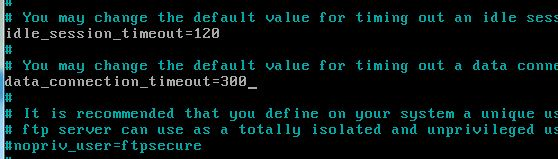 #
# You may change the default value for timing out an idle sess
idle_session_timeout=120
#
# You may change the default value for timing out a data conne
data_connection_timeout=300_
#
# It is recommended that you define on your system a unique us
# ftp server can use as a totally isolated and unprivileged us
#nopriv_user=ftpsecure